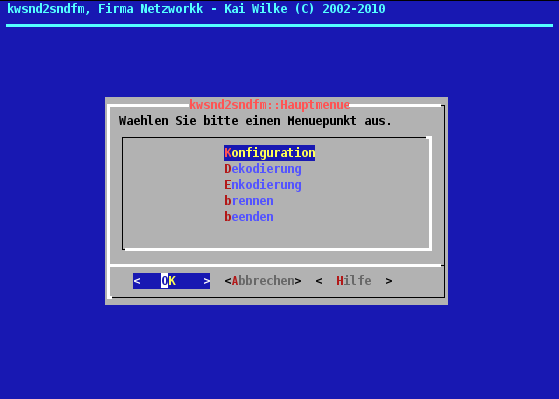 kwsnd2sndfm, Firma Netzworkk - Kai Wilke (C) 2002-2010
kwsnd2sndfm::Hauptmenue
Waehlen Sie bitte einen Menuepunkt aus.
Konfiguration
Dekodierung
Enkodierung
brennen
beenden
< OK > <Abbrechen> < Hilfe >